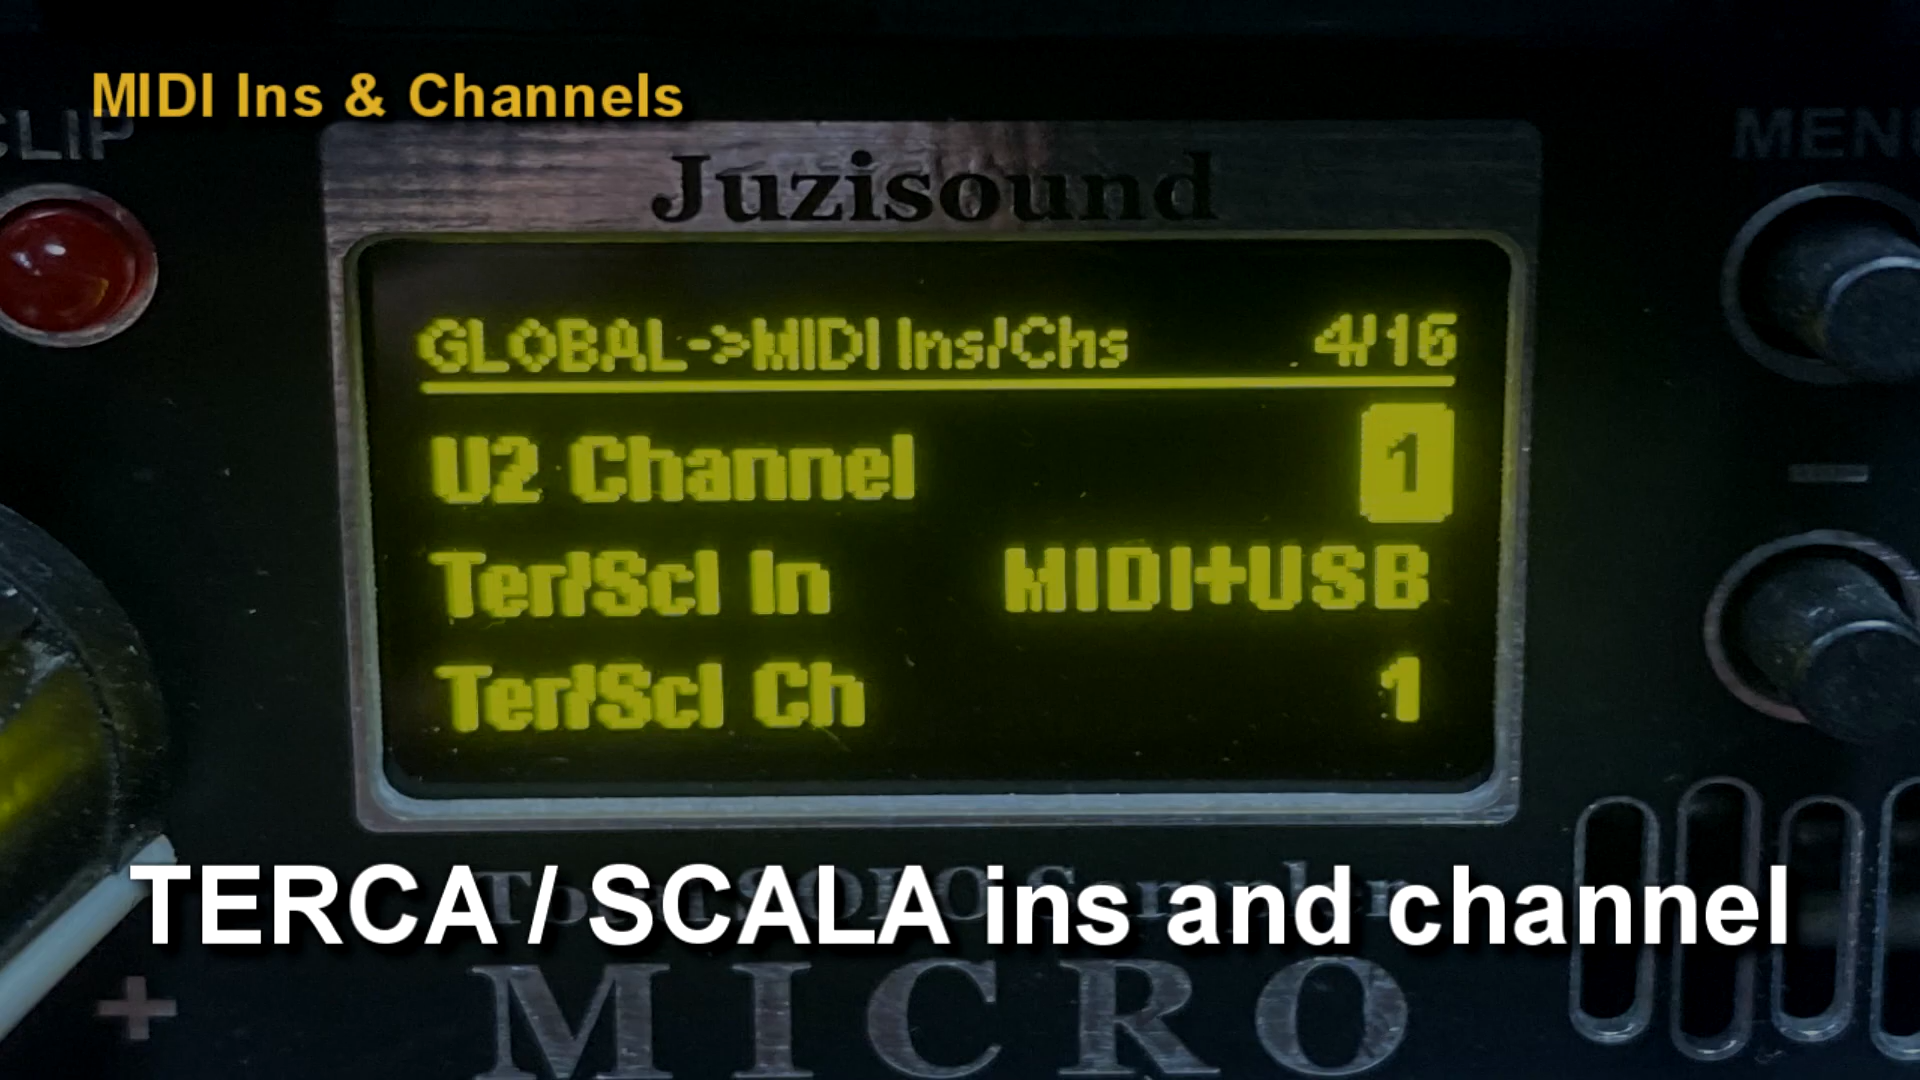 MIDI Ins & Channels
CLIP
MENU
Juzisound
GLOBAL->MIDI Ins/Chs 4/16
U2 Channel 1
Ter/Scl In MIDI+USB
Ter/Scl Ch 1
TERCA / SCALA ins and channel
MICRO